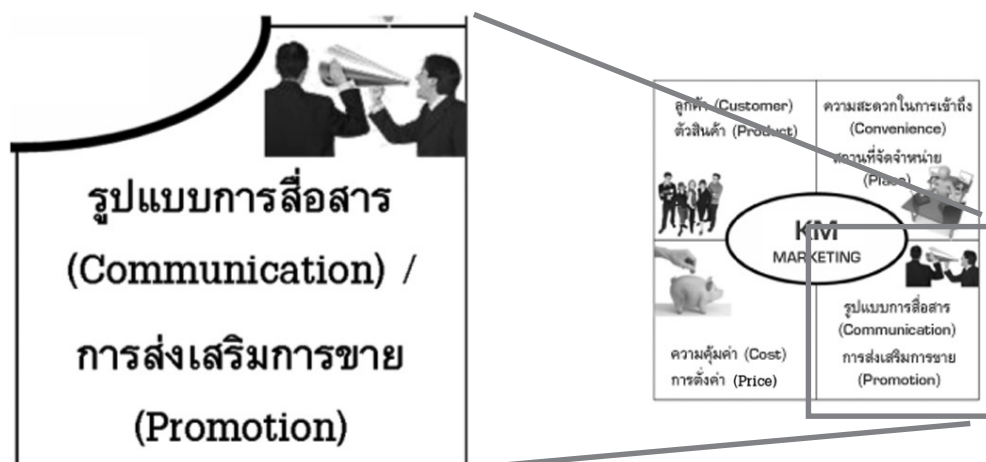 รูปแบบการสื่อสาร
(Communication) /
การส่งเสริมการขาย
(Promotion)
ลูกค้า (Customer)
ตัวสินค้า (Product)
ความสะดวกในการเข้าถึง
(Convenience)
สถานที่จัดจำหน่าย
(Place)
KM
MARKETING
ความคุ้มค่า (Cost)
การตั้งค่า (Price)
รูปแบบการสื่อสาร
(Communication)
การส่งเสริมการขาย
(Promotion)